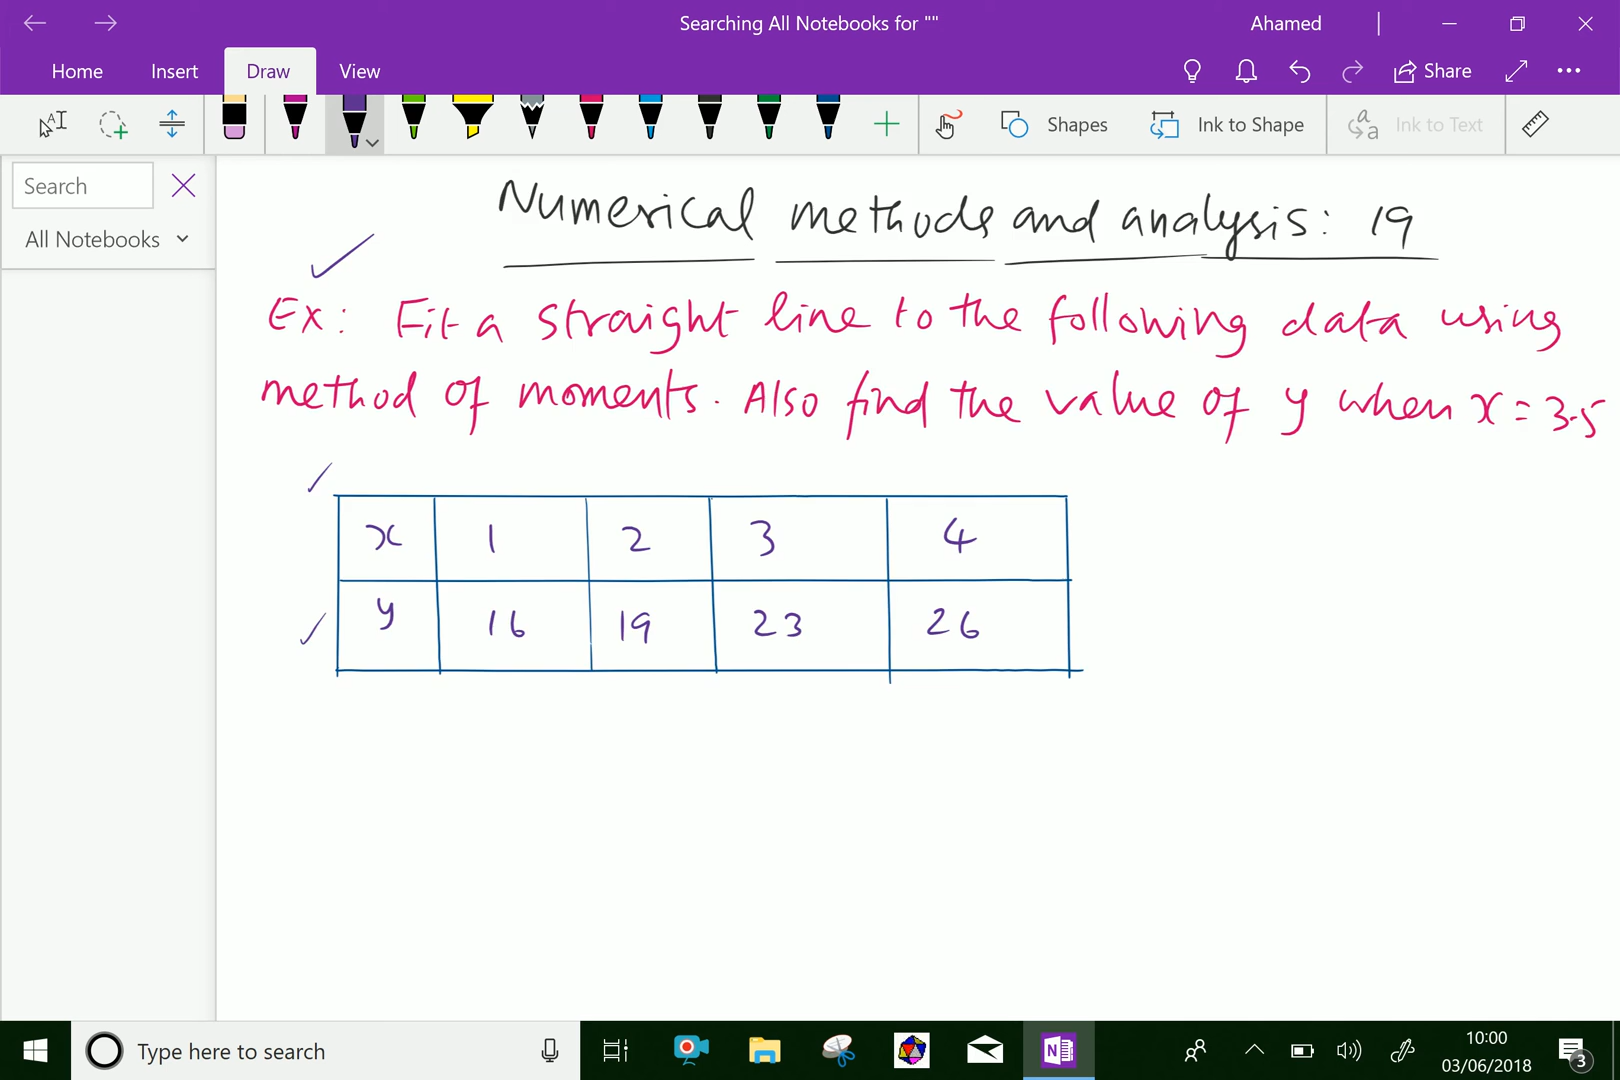 Searching All Notebooks for ""
Ahamed
Home Insert Draw View
Share
Shapes
Ink to Shape
Ink to Text
Search
All Notebooks
Numerical methods and analysis: 19
Ex: Fit a straight line to the following data using
method of moments. Also find the value of y when x = 3.5
x 1 2 3 4
y 16 19 23 26
Type here to search
10:00
03/06/2018
3